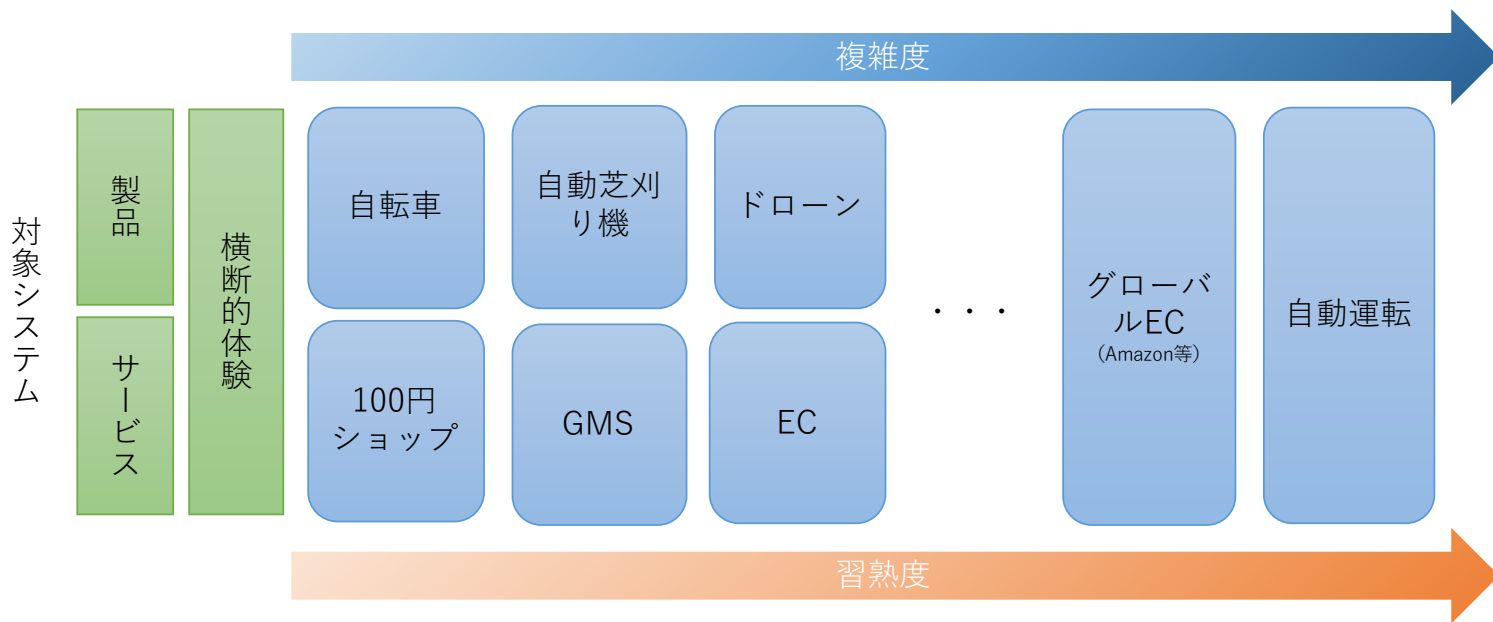 複雑度
対象システム
製品
サービス
横断的体験
自転車
自動芝刈
り機
ドローン
100円
ショップ
GMS
EC
・・・
グローバ
ルEC
(Amazon等)
自動運転
習熟度